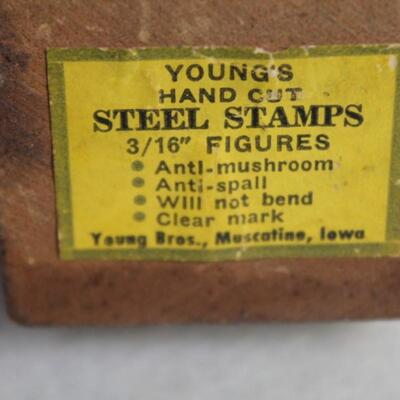 YOUNG'S
HAND CUT
STEEL STAMPS
3/16" FIGURES
Anti-mushroom
Anti-spall
Will not bend
Clear mark
Young Bros., Muscatine, Iowa